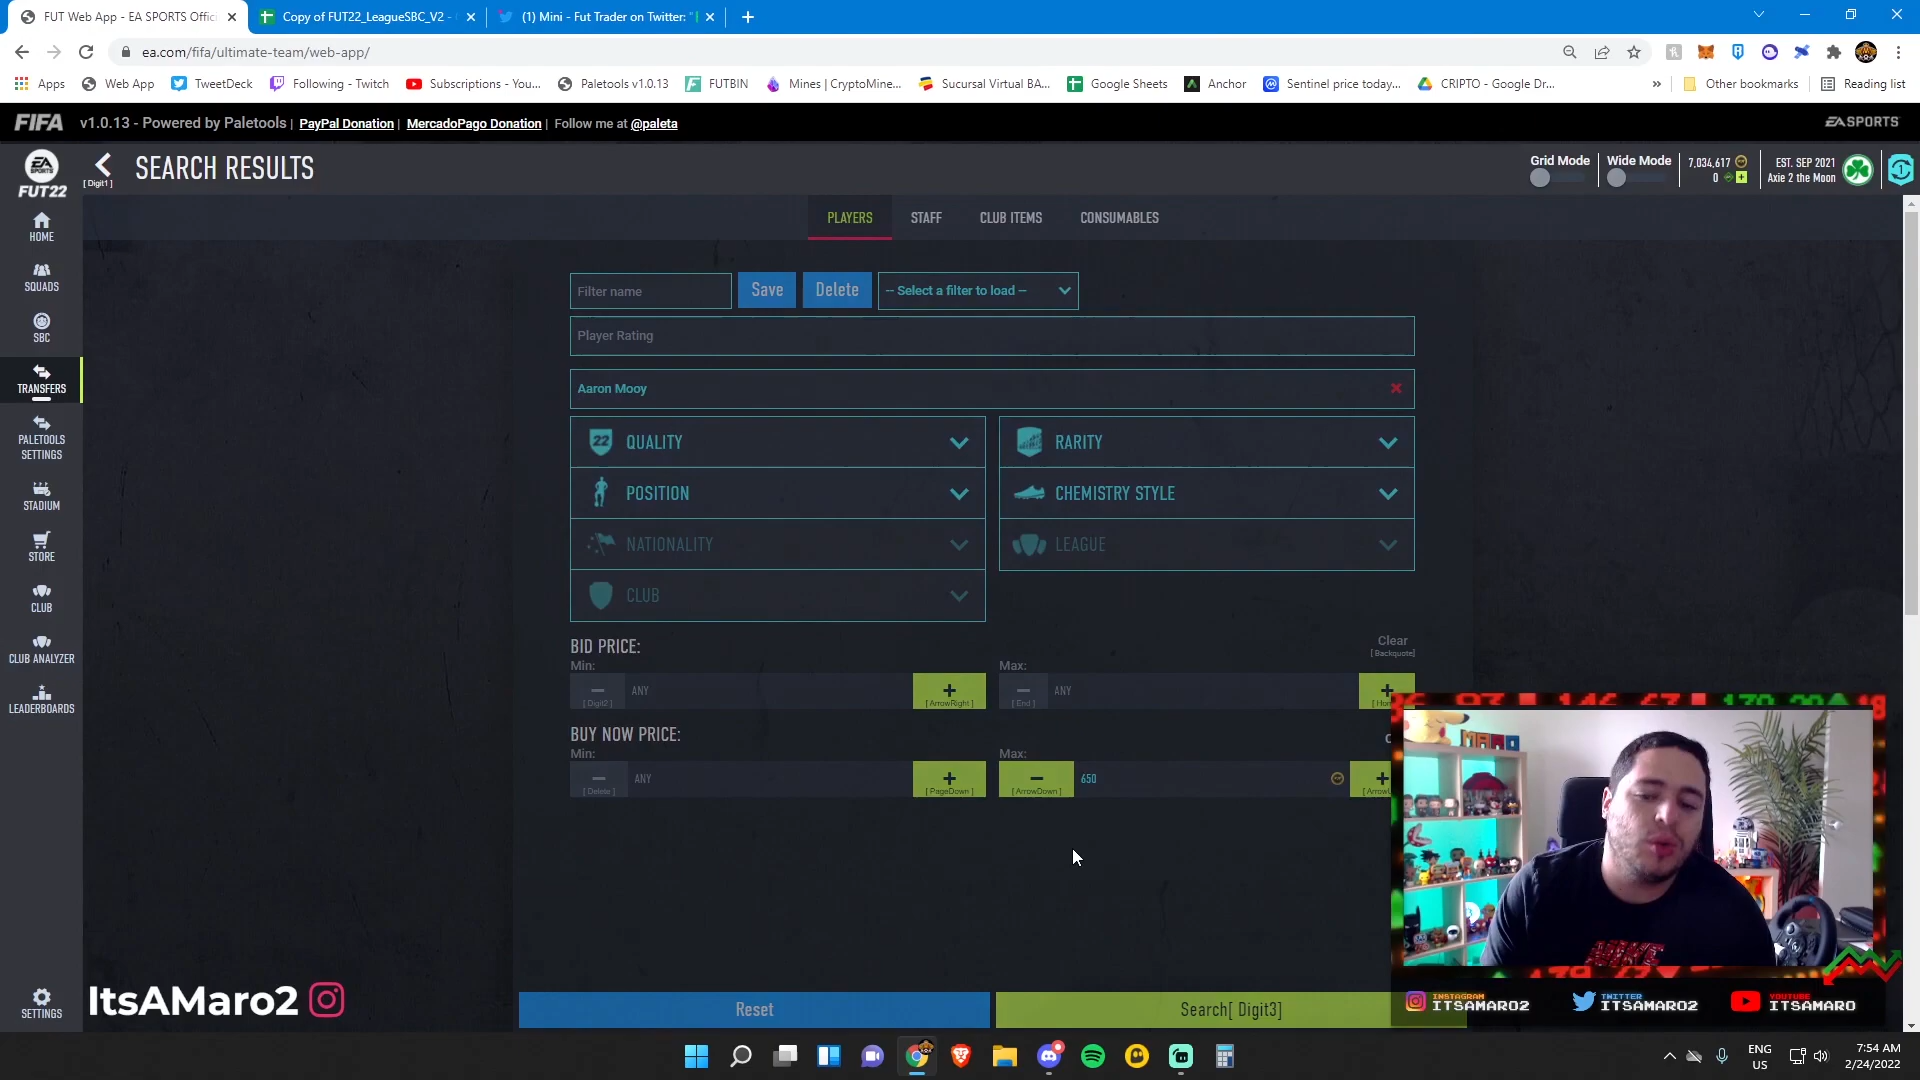 FUT Web App - EA SPORTS Offici
Copy of FUT22_LeagueSBC_V2 -
(1) Mini - Fut Trader on Twitter: "
ea.com/fifa/ultimate-team/web-app/
Apps
Web App
TweetDeck
Following - Twitch
Subscriptions - You...
Paletools v1.0.13
FUTBIN
Mines | CryptoMine...
Sucursal Virtual BA...
Google Sheets
Anchor
Sentinel price today...
CRIPTO - Google Dr...
»
Other bookmarks
Reading list
FIFA v1.0.13 - Powered by Paletools | PayPal Donation | MercadoPago Donation | Follow me at @paleta
EA SPORTS
EA SPORTS
FUT22
[ Digit1 ]
SEARCH RESULTS
Grid Mode
Wide Mode
7,034,617
0
EST. SEP 2021
Axie 2 the Moon
1
HOME
SQUADS
SBC
TRANSFERS
PALETOOLS
SETTINGS
STADIUM
STORE
CLUB
CLUB ANALYZER
LEADERBOARDS
SETTINGS
PLAYERS
STAFF
CLUB ITEMS
CONSUMABLES
Filter name
Save
Delete
-- Select a filter to load --
Player Rating
Aaron Mooy
22 QUALITY
RARITY
POSITION
CHEMISTRY STYLE
NATIONALITY
LEAGUE
CLUB
BID PRICE:
Clear
[ Backquote]
Min:
Max:
[ Digit2 ]
ANY
[ ArrowRight ]
[ End ]
ANY
BUY NOW PRICE:
Min:
Max:
[ Delete ]
ANY
[ PageDown ]
[ ArrowDown ]
650
Reset
Search[ Digit3]
ItsAMaro2
INSTAGRAM
ITSAMARO2
TWITTER
ITSAMARO2
YOUTUBE
ITSAMARO
ENG
US
7:54 AM
2/24/2022